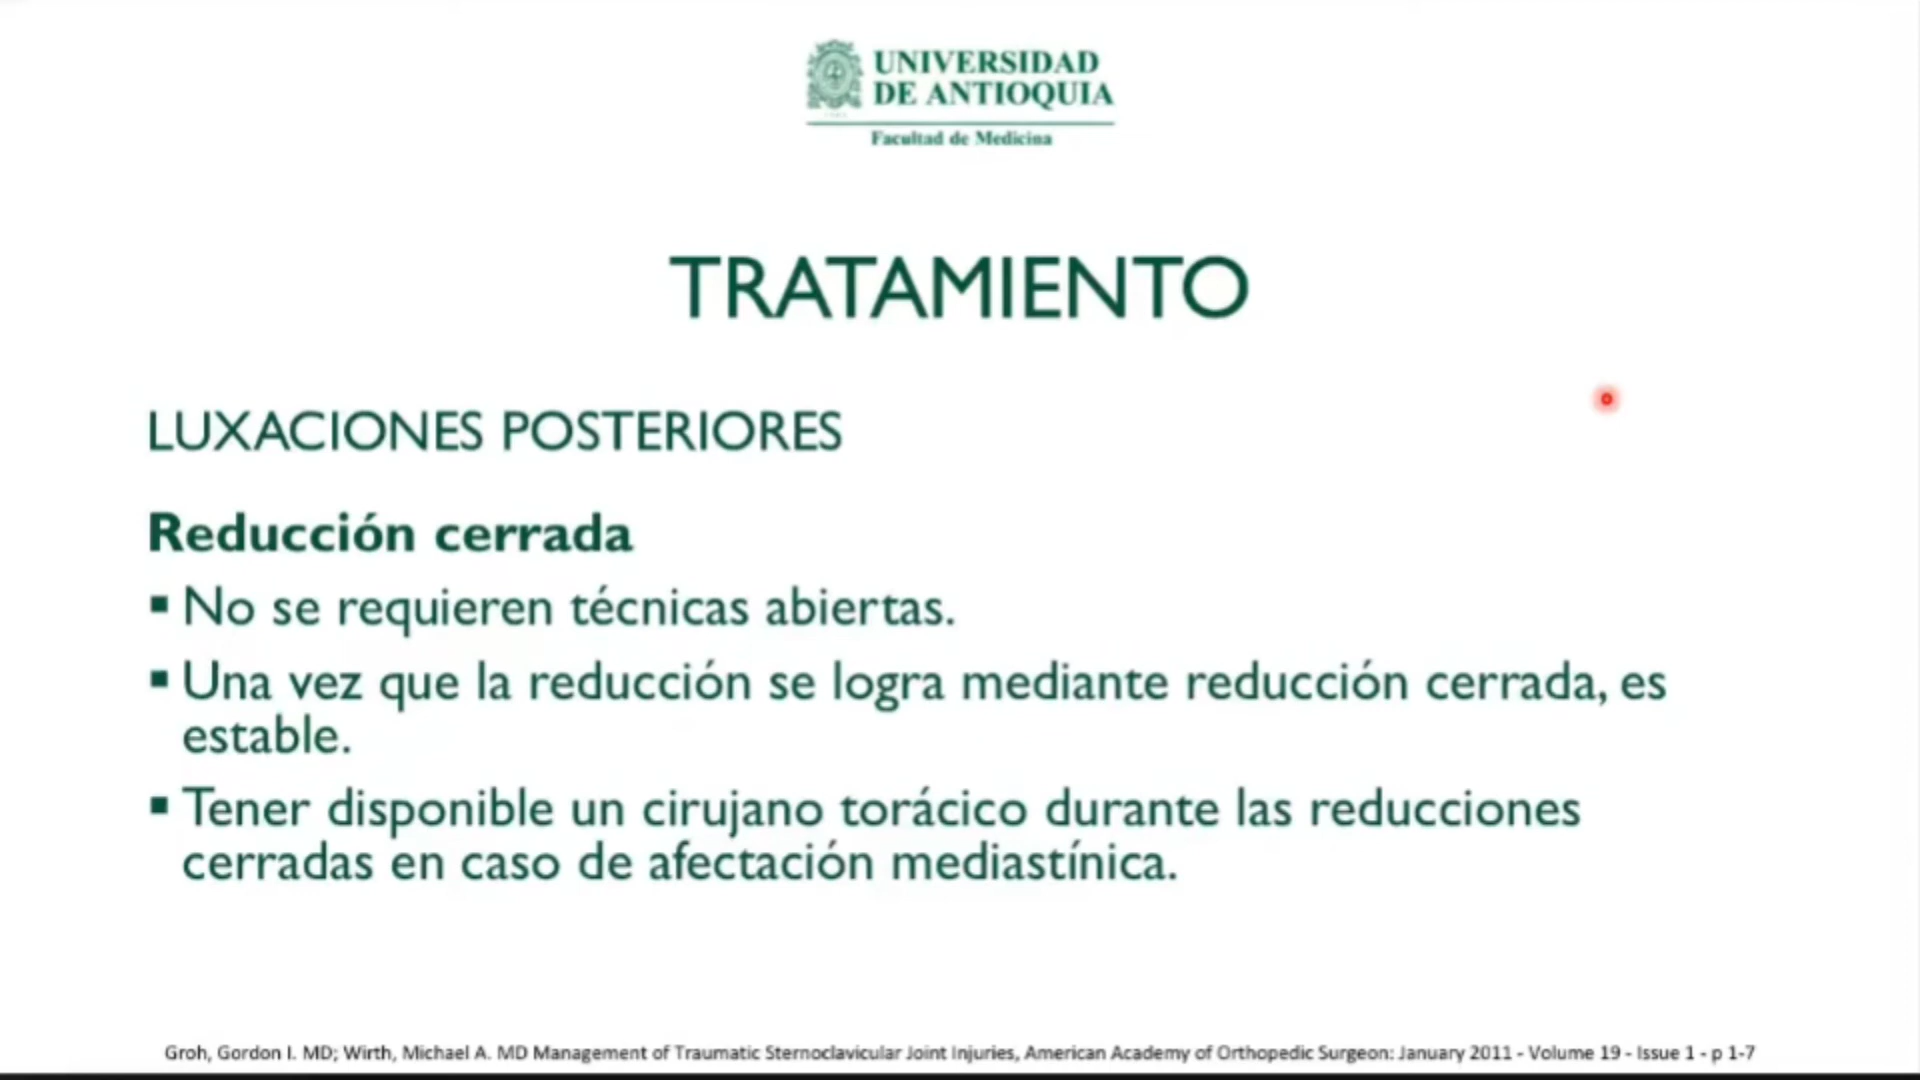 UNIVERSIDAD
DE ANTIOQUIA
Facultad de Medicina
TRATAMIENTO
LUXACIONES POSTERIORES
Reducción cerrada
▪ No se requieren técnicas abiertas.
▪ Una vez que la reducción se logra mediante reducción cerrada, es
estable.
▪ Tener disponible un cirujano torácico durante las reducciones
cerradas en caso de afectación mediastínica.
Groh, Gordon I. MD; Wirth, Michael A. MD Management of Traumatic Sternoclavicular Joint Injuries, American Academy of Orthopedic Surgeon: January 2011 - Volume 19 - Issue 1 - p 1-7